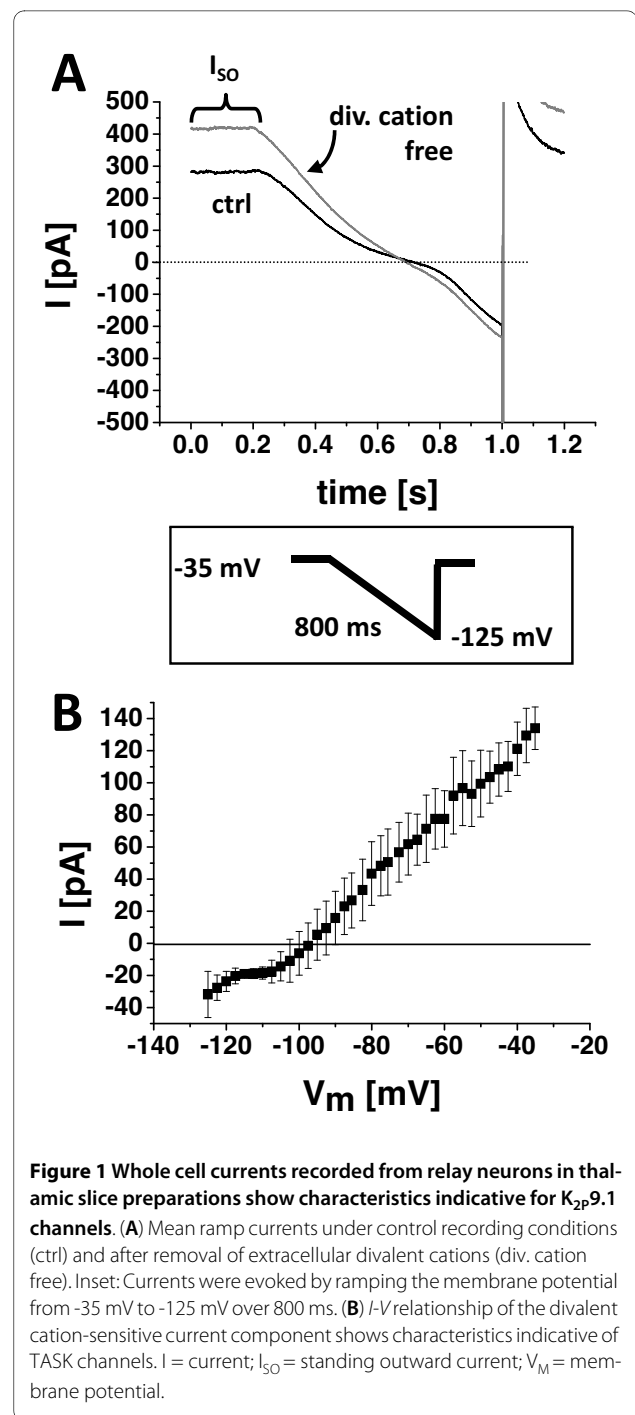 A
I_SO
500
400
300
200
100
0
-100
-200
-300
-400
-500
I [pA]
div. cation
free
ctrl
0.0 0.2 0.4 0.6 0.8 1.0 1.2
time [s]
-35 mV
800 ms
-125 mV
B
140
120
100
80
60
40
20
0
-20
-40
I [pA]
-140 -120 -100 -80 -60 -40 -20
V_m [mV]
Figure 1 Whole cell currents recorded from relay neurons in thal-
amic slice preparations show characteristics indicative for K_2P9.1
channels. (A) Mean ramp currents under control recording conditions
(ctrl) and after removal of extracellular divalent cations (div. cation
free). Inset: Currents were evoked by ramping the membrane potential
from -35 mV to -125 mV over 800 ms. (B) I-V relationship of the divalent
cation-sensitive current component shows characteristics indicative of
TASK channels. I = current; I_SO = standing outward current; V_M = mem-
brane potential.